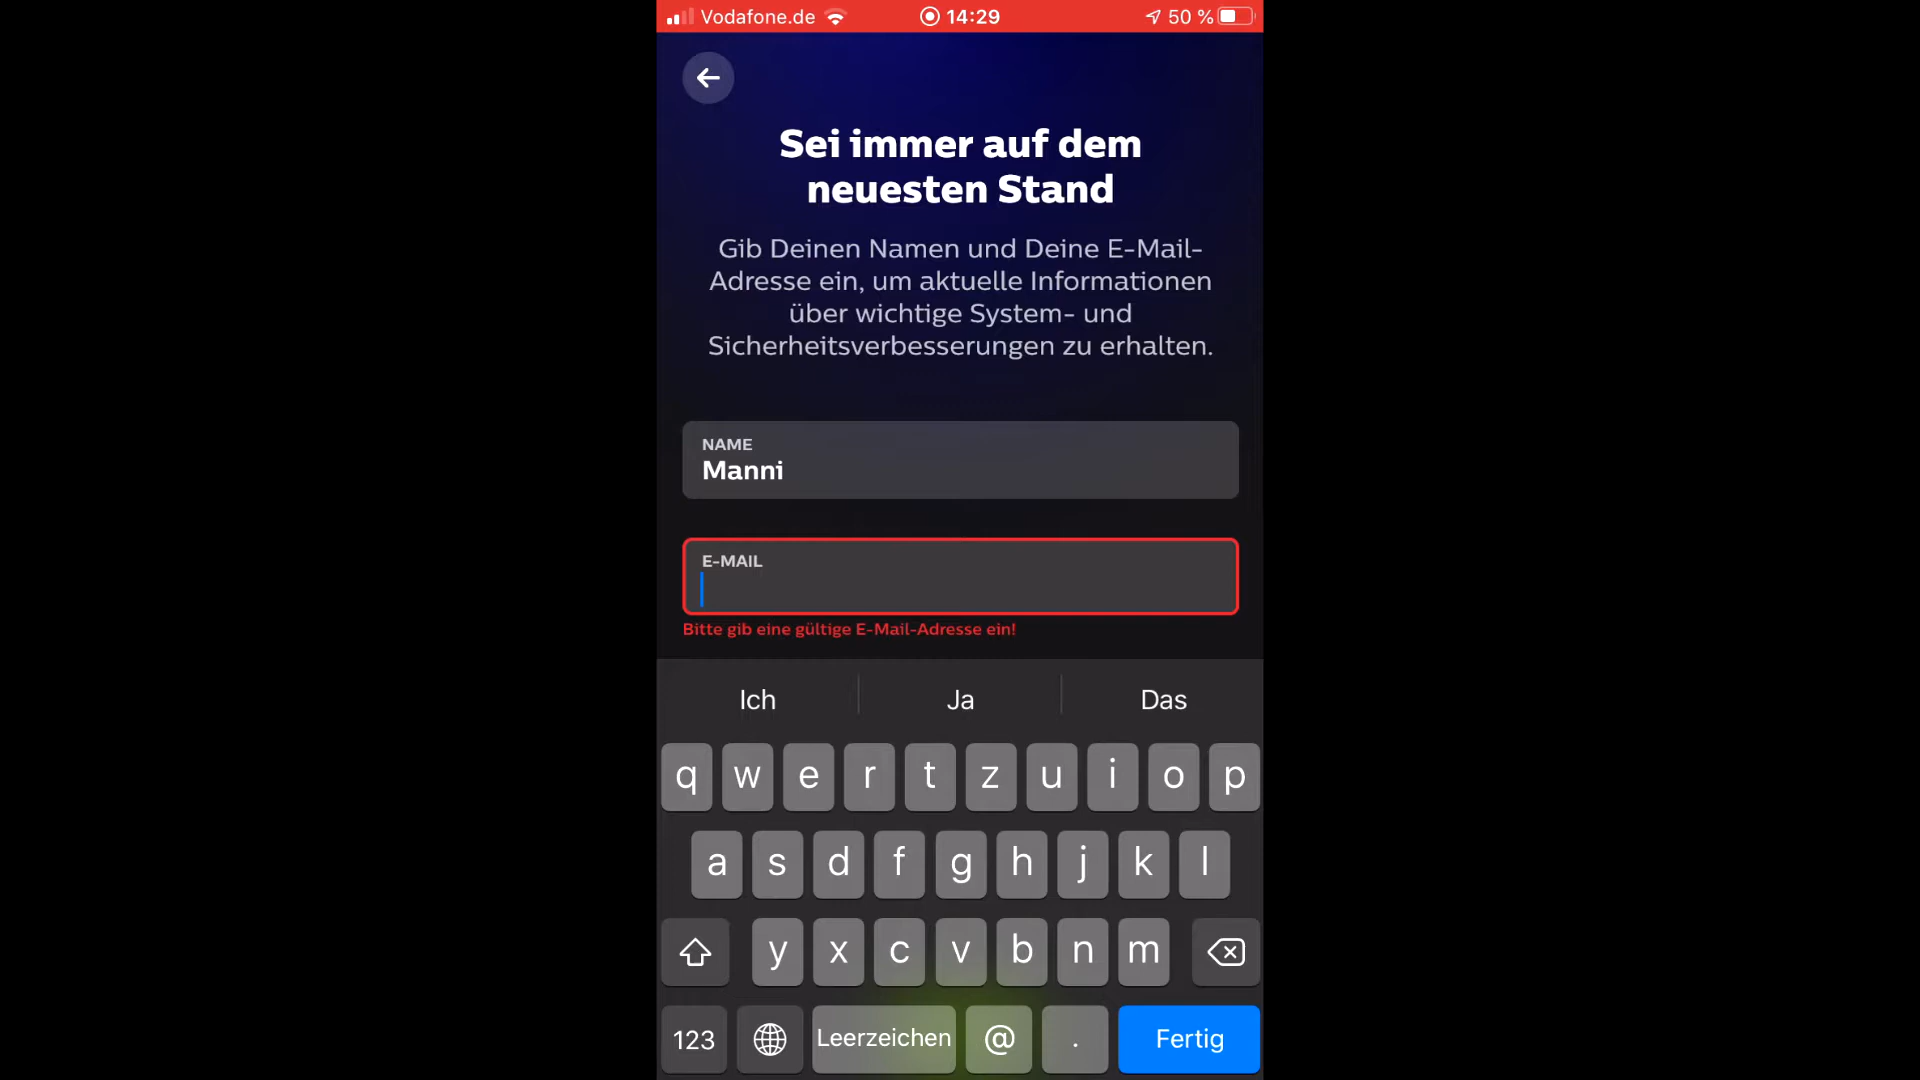 Vodafone.de 14:29 50 %
Sei immer auf dem
neuesten Stand
Gib Deinen Namen und Deine E-Mail-
Adresse ein, um aktuelle Informationen
über wichtige System- und
Sicherheitsverbesserungen zu erhalten.
NAME
Manni
E-MAIL
Bitte gib eine gültige E-Mail-Adresse ein!
Ich Ja Das
q w e r t z u i o p
a s d f g h j k l
y x c v b n m
123 Leerzeichen @ . Fertig